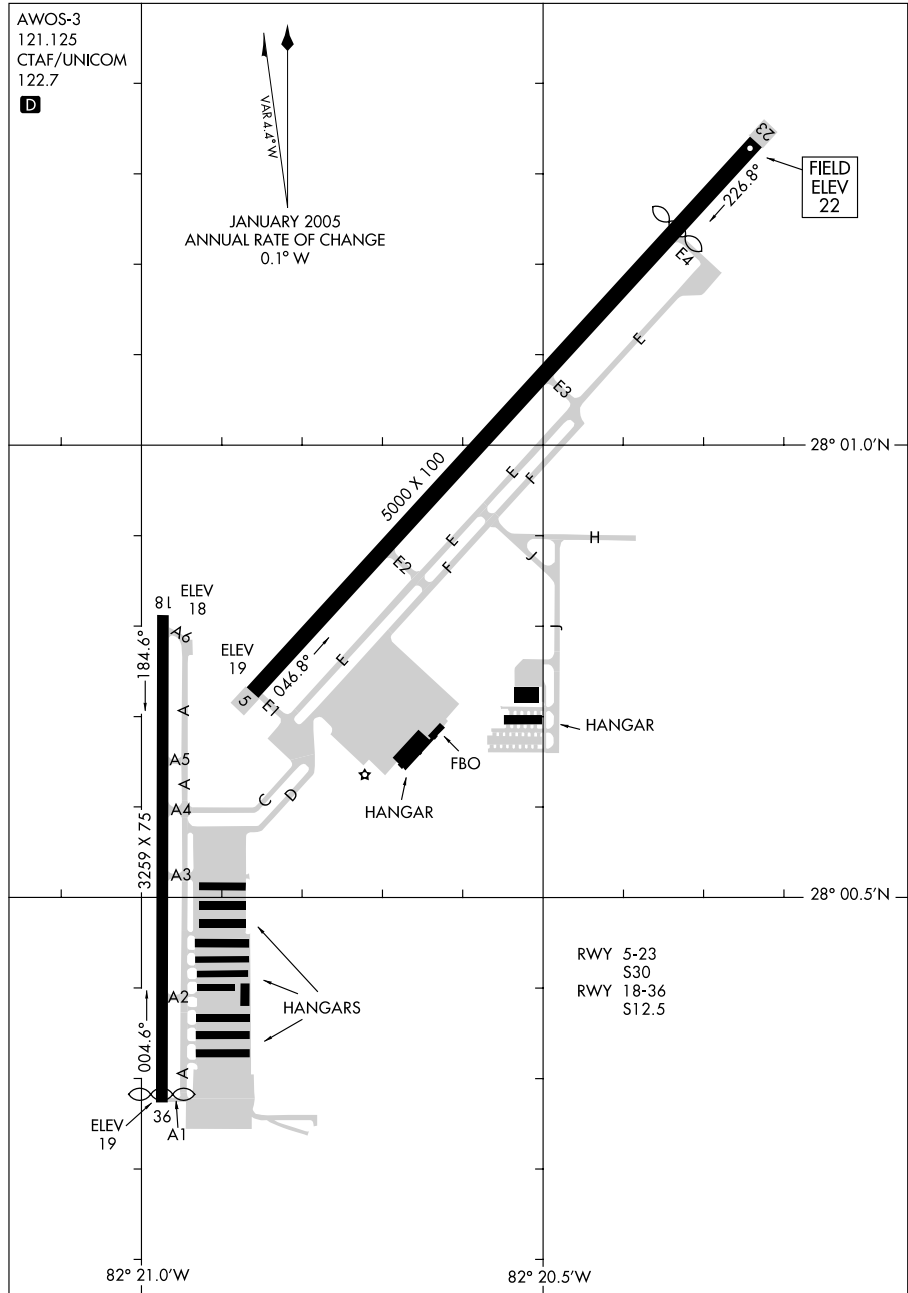 AWOS-3
121.125
CTAF/UNICOM
122.7
D
VAR 4.4° W
JANUARY 2005
ANNUAL RATE OF CHANGE
0.1° W
23
226.8°
FIELD
ELEV
22
E4
E
E3
28° 01.0'N
5000 X 100
E
F
H
E
E2
F
J
ELEV
18
18
A6
J
ELEV
19
046.8°
E
184.6°
5
E1
A
HANGAR
A5
FBO
A
C
D
A4
HANGAR
3259 X 75
A3
28° 00.5'N
RWY 5-23
S30
RWY 18-36
S12.5
A2
HANGARS
004.6°
A
ELEV
19
36
A1
82° 21.0'W
82° 20.5'W